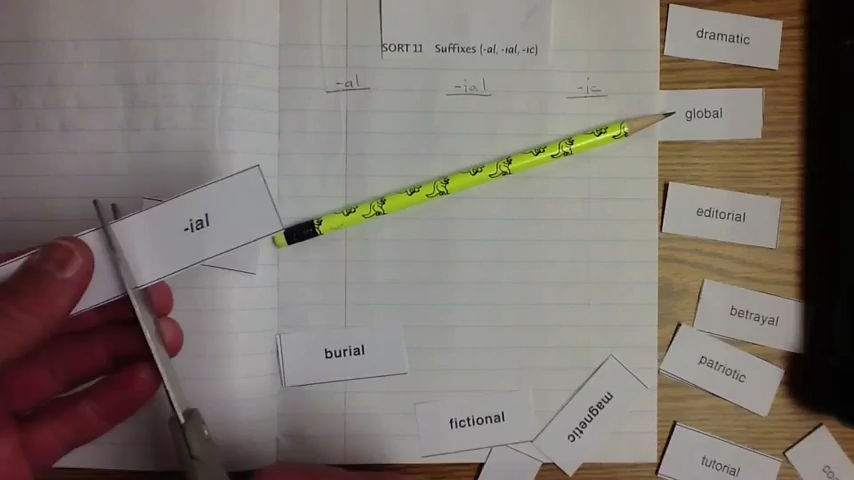 SORT 11 Suffixes (-al, -ial, -ic)
-al
-ial
-ic
dramatic
global
-ial
editorial
betrayal
burial
patriotic
fictional
magnetic
tutorial